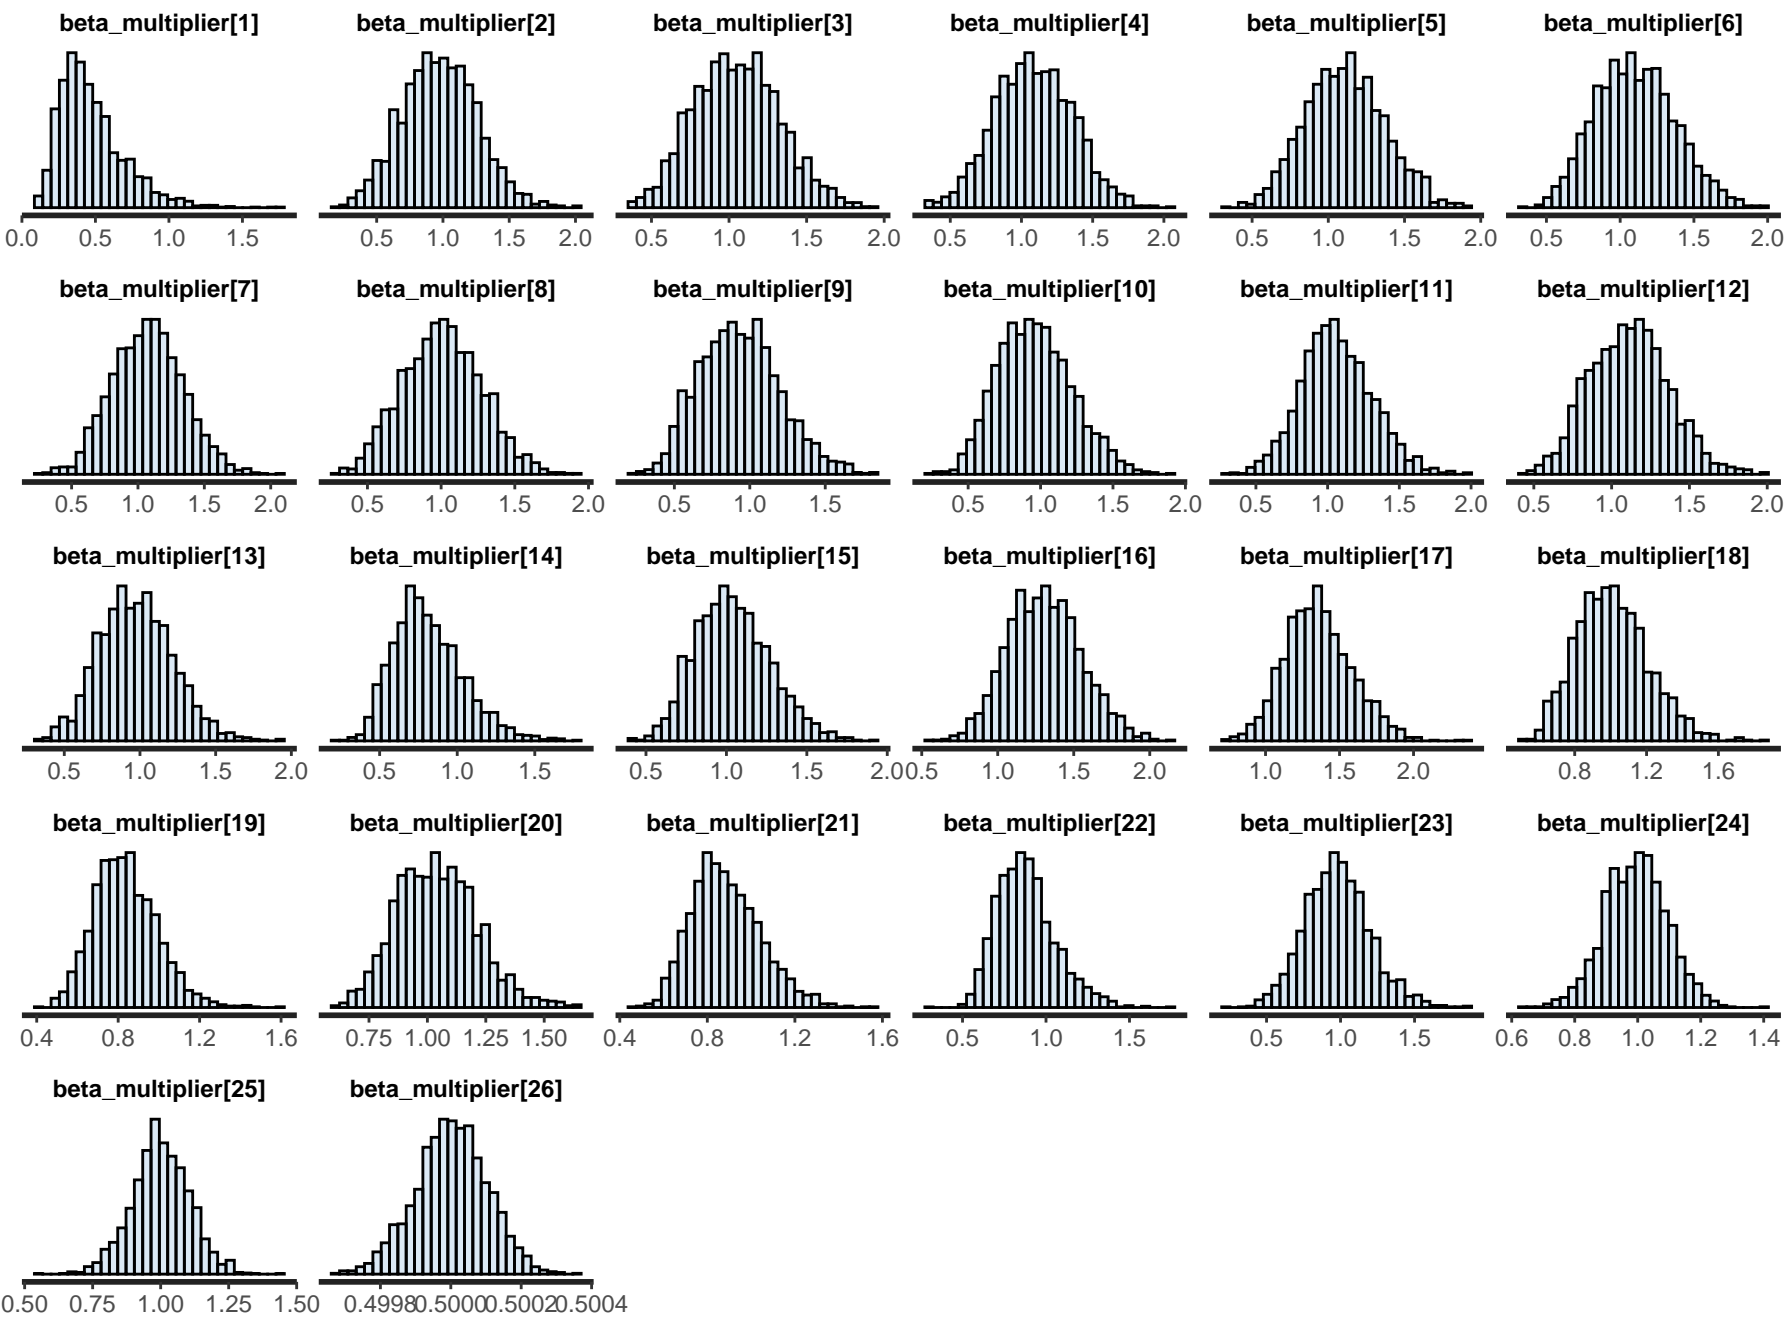 beta_multiplier[1] beta_multiplier[2] beta_multiplier[3] beta_multiplier[4] beta_multiplier[5] beta_multiplier[6]
0.0 0.5 1.0 1.5 0.5 1.0 1.5 2.0 0.5 1.0 1.5 2.0 0.5 1.0 1.5 2.0 0.5 1.0 1.5 2.0 0.5 1.0 1.5 2.0
beta_multiplier[7] beta_multiplier[8] beta_multiplier[9] beta_multiplier[10] beta_multiplier[11] beta_multiplier[12]
0.5 1.0 1.5 2.0 0.5 1.0 1.5 2.0 0.5 1.0 1.5 0.5 1.0 1.5 2.0 0.5 1.0 1.5 2.0 0.5 1.0 1.5 2.0
beta_multiplier[13] beta_multiplier[14] beta_multiplier[15] beta_multiplier[16] beta_multiplier[17] beta_multiplier[18]
0.5 1.0 1.5 2.0 0.5 1.0 1.5 0.5 1.0 1.5 2.0 0.5 1.0 1.5 2.0 1.0 1.5 2.0 0.8 1.2 1.6
beta_multiplier[19] beta_multiplier[20] beta_multiplier[21] beta_multiplier[22] beta_multiplier[23] beta_multiplier[24]
0.4 0.8 1.2 1.6 0.75 1.00 1.25 1.50 0.4 0.8 1.2 1.6 0.5 1.0 1.5 0.5 1.0 1.5 0.6 0.8 1.0 1.2 1.4
beta_multiplier[25] beta_multiplier[26]
0.50 0.75 1.00 1.25 1.50 0.4998 0.5000 0.5002 0.5004